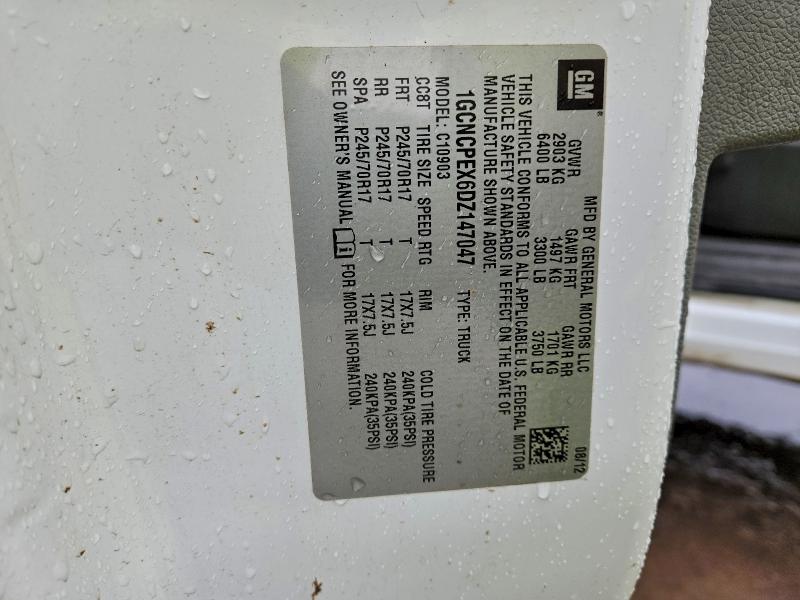 GM®
MFD BY GENERAL MOTORS LLC 08/12
GVWR GAWR FRT GAWR RR
2903 KG 1497 KG 1701 KG
6400 LB 3300 LB 3750 LB
THIS VEHICLE CONFORMS TO ALL APPLICABLE U.S. FEDERAL MOTOR
VEHICLE SAFETY STANDARDS IN EFFECT ON THE DATE OF
MANUFACTURE SHOWN ABOVE.
1GCNCPEX6DZ147047 TYPE: TRUCK
MODEL: C10903 COLD TIRE PRESSURE
CC8T TIRE SIZE SPEED RTG RIM
FRT P245/70R17 T 17X7.5J 240KPA(35PSI)
RR P245/70R17 T 17X7.5J 240KPA(35PSI)
SPA P245/70R17 T 17X7.5J 240KPA(35PSI)
SEE OWNER'S MANUAL i FOR MORE INFORMATION.